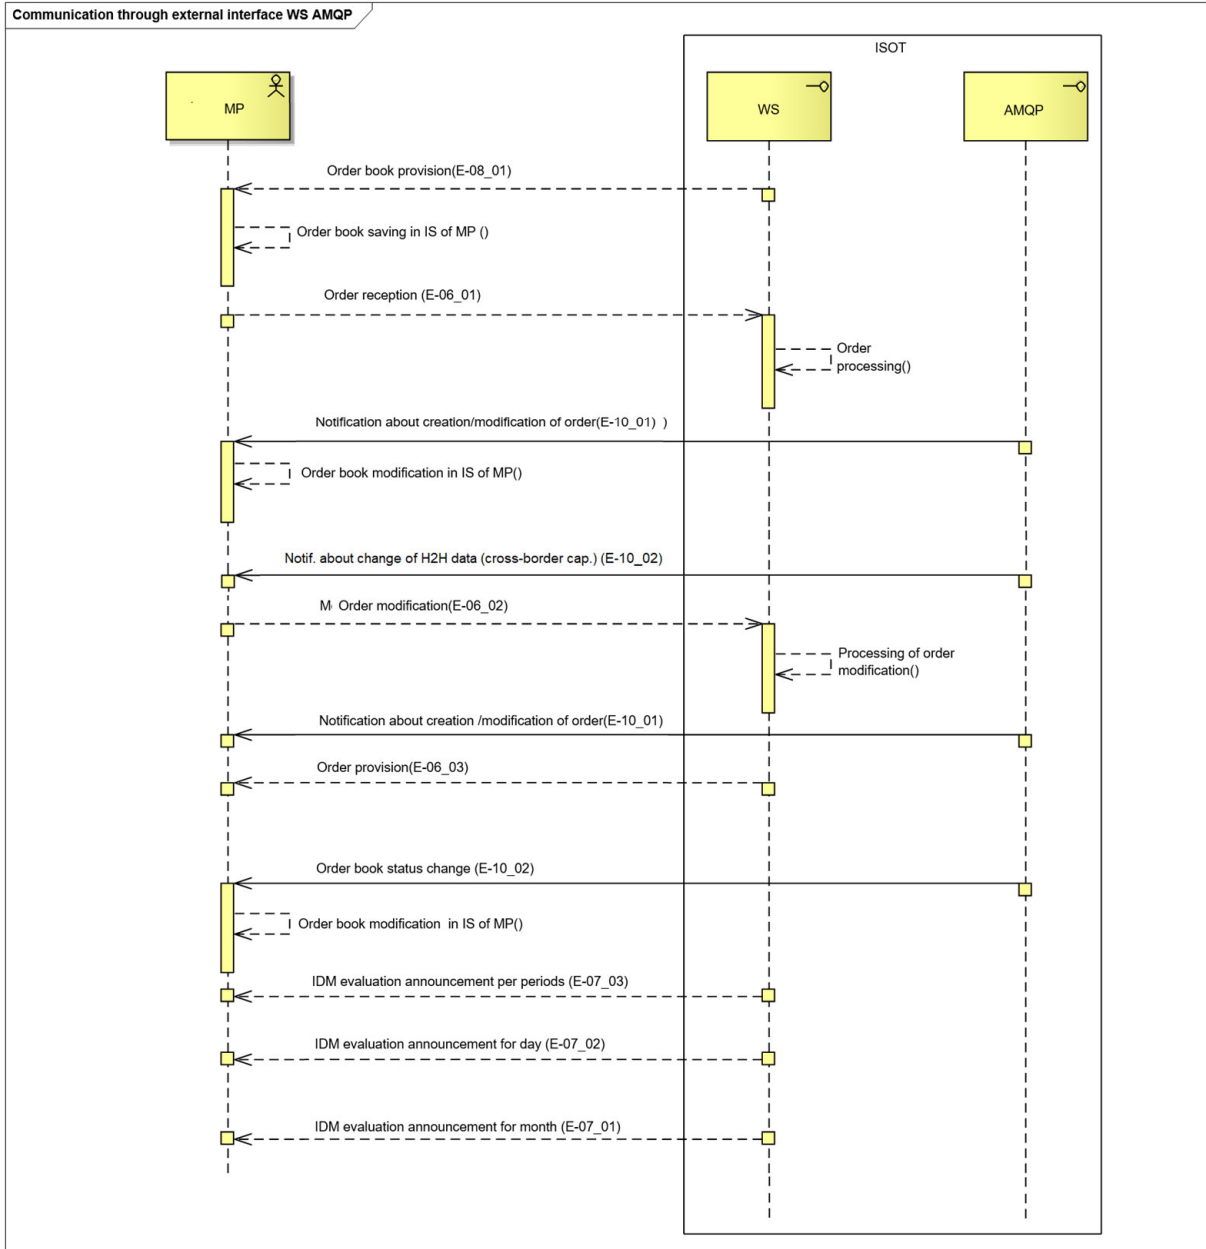 Communication through external interface WS AMQP
ISOT
MP
WS
AMQP
Order book provision(E-08_01)
Order book saving in IS of MP ()
Order reception (E-06_01)
Order
processing()
Notification about creation/modification of order(E-10_01) )
Order book modification in IS of MP()
Notif. about change of H2H data (cross-border cap.) (E-10_02)
M Order modification(E-06_02)
Processing of order
modification()
Notification about creation /modification of order(E-10_01)
Order provision(E-06_03)
Order book status change (E-10_02)
Order book modification in IS of MP()
IDM evaluation announcement per periods (E-07_03)
IDM evaluation announcement for day (E-07_02)
IDM evaluation announcement for month (E-07_01)